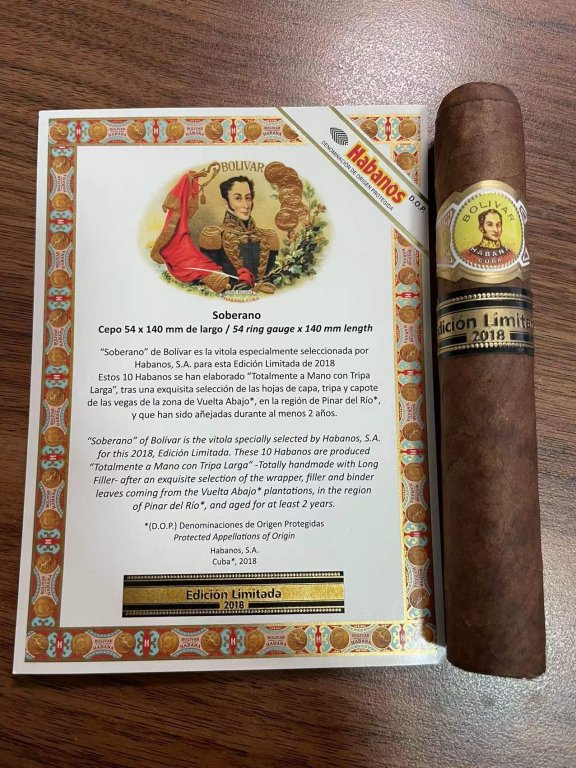 BOLIVAR
Habanos
D.O.P.
DENOMINACIÓN DE ORIGEN PROTEGIDA
HABANA-CUBA
Soberano
Cepo 54 x 140 mm de largo / 54 ring gauge x 140 mm length
“Soberano” de Bolívar es la vitola especialmente seleccionada por
Habanos, S.A. para esta Edición Limitada de 2018
Estos 10 Habanos se han elaborado “Totalmente a Mano con Tripa
Larga”, tras una exquisita selección de las hojas de capa, tripa y capote
de las vegas de la zona de Vuelta Abajo*, en la región de Pinar del Río*,
y que han sido añejadas durante al menos 2 años.
“Soberano” of Bolívar is the vitola specially selected by Habanos, S.A.
for this 2018, Edición Limitada. These 10 Habanos are produced
“Totalmente a Mano con Tripa Larga” -Totally handmade with Long
Filler- after an exquisite selection of the wrapper, filler and binder
leaves coming from the Vuelta Abajo* plantations, in the region
of Pinar del Río*, and aged for at least 2 years.
*(D.O.P.) Denominaciones de Origen Protegidas
Protected Appellations of Origin
Habanos, S.A.
Cuba*, 2018
Edición Limitada
2018
BOLIVAR
HABANA
CUBA
dición Limita
2018